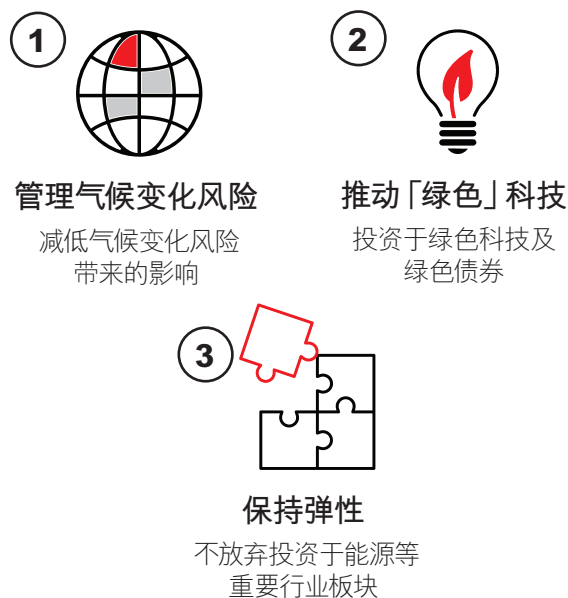 1
管理气候变化风险
减低气候变化风险
带来的影响
2
推动「绿色」科技
投资于绿色科技及
绿色债券
3
保持弹性
不放弃投资于能源等
重要行业板块